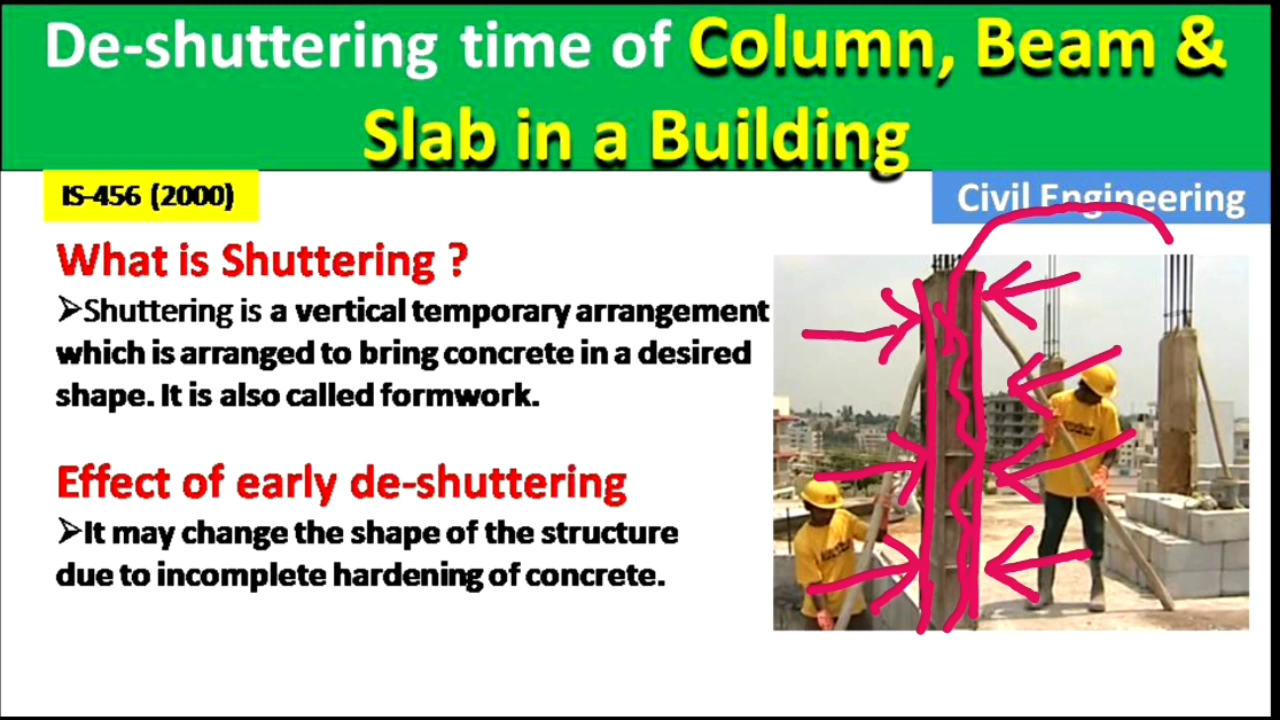 De-shuttering time of Column, Beam &
Slab in a Building
IS-456 (2000)
Civil Engineering
What is Shuttering ?
➢Shuttering is a vertical temporary arrangement
which is arranged to bring concrete in a desired
shape. It is also called formwork.
Effect of early de-shuttering
➢It may change the shape of the structure
due to incomplete hardening of concrete.